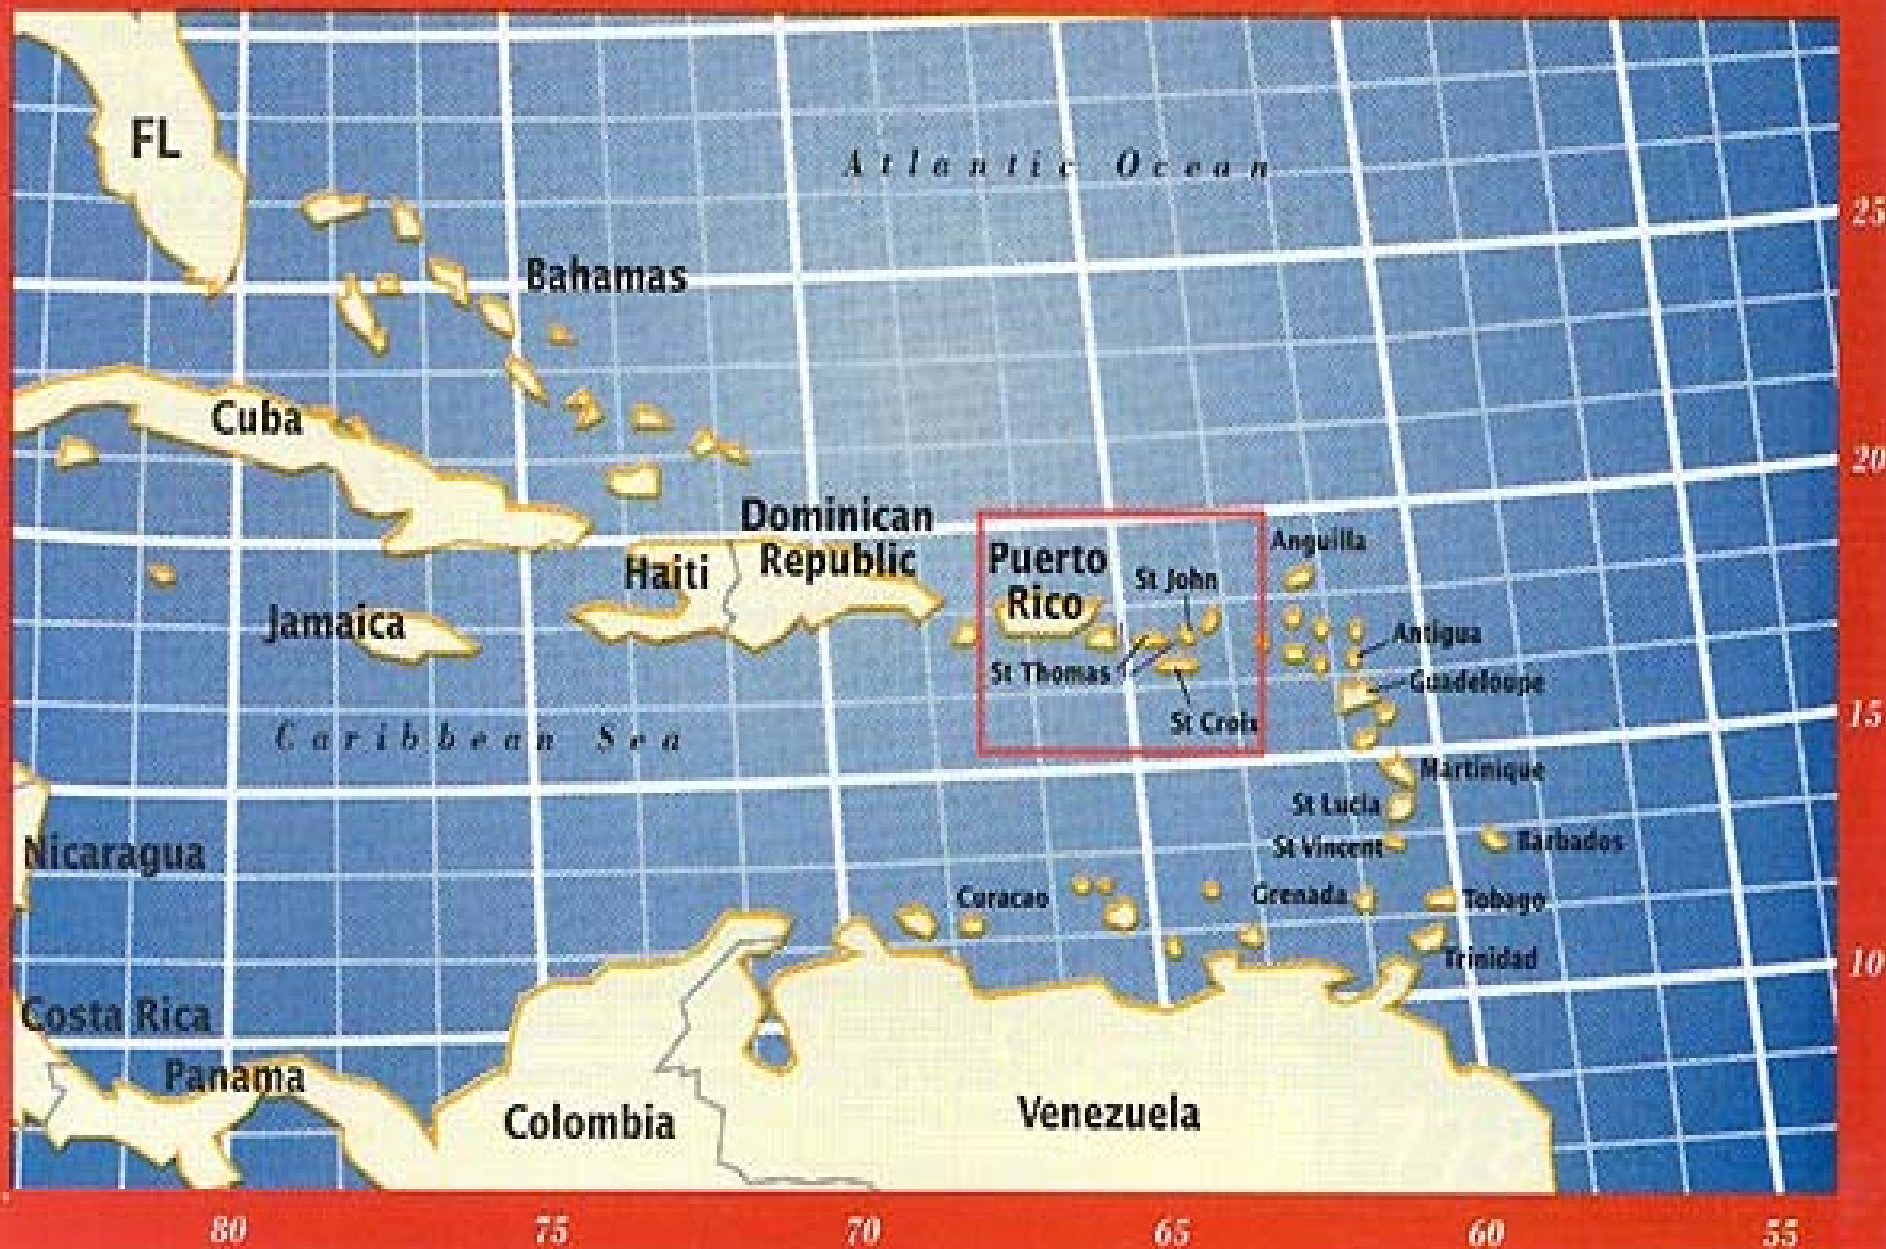 FL
Atlantic Ocean
25
Bahamas
Cuba
20
Dominican
Republic
Haiti
Puerto
Rico
St John
Anguilla
Jamaica
Antigua
St Thomas
Guadeloupe
St Croix
15
Caribbean Sea
Martinique
St Lucia
Nicaragua
St Vincent
Barbados
Curacao
Grenada
Tobago
Trinidad
10
Costa Rica
Panama
Colombia
Venezuela
80 75 70 65 60 55